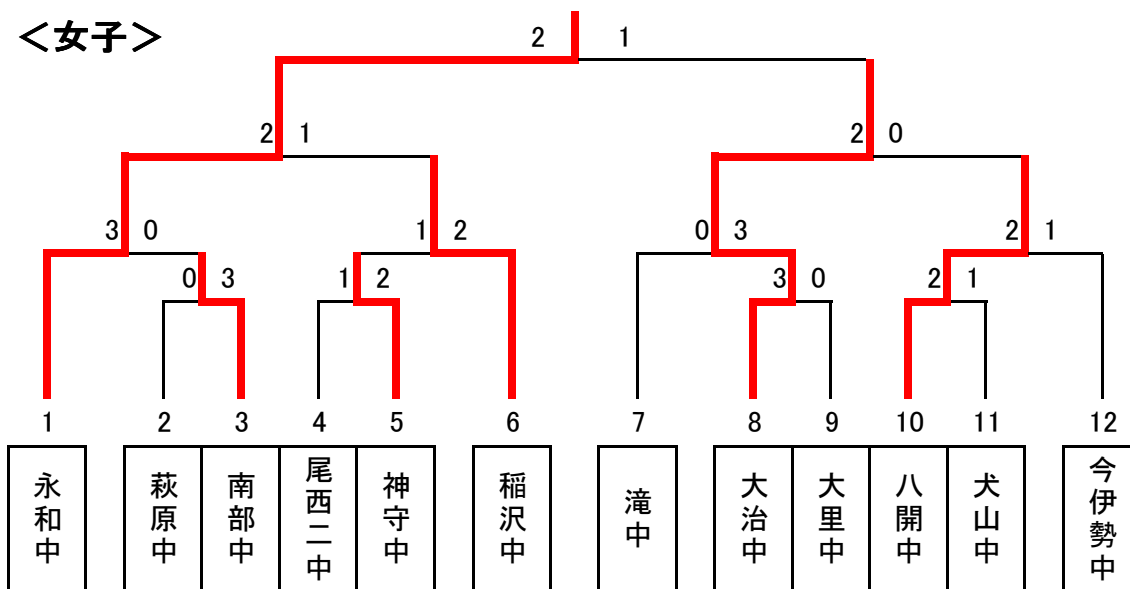 <女子>
2 1
2 1 2 0
3 0 1 2 0 3 2 1
0 3 1 2 3 0 2 1
1 2 3 4 5 6 7 8 9 10 11 12
永和中
萩原中
南部中
尾西二中
神守中
稲沢中
滝中
大治中
大里中
八開中
犬山中
今伊勢中